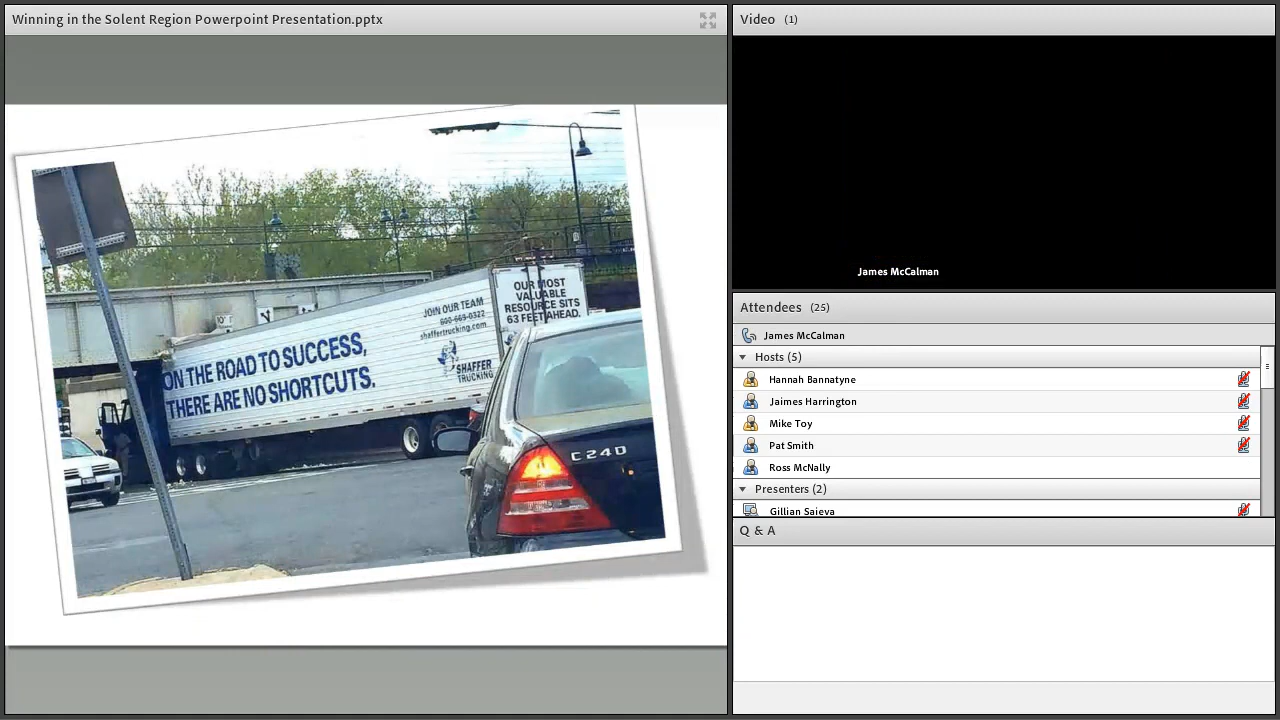 Winning in the Solent Region Powerpoint Presentation.pptx
OUR MOST
VALUABLE
RESOURCE SITS
63 FEET AHEAD.
JOIN OUR TEAM
600-663-0322
shaffertrucking.com
SHAFFER
TRUCKING
ON THE ROAD TO SUCCESS,
THERE ARE NO SHORTCUTS.
C 240
Video (1)
James McCalman
Attendees (25)
James McCalman
Hosts (5)
Hannah Bannatyne
Jaimes Harrington
Mike Toy
Pat Smith
Ross McNally
Presenters (2)
Gillian Saieva
Q & A